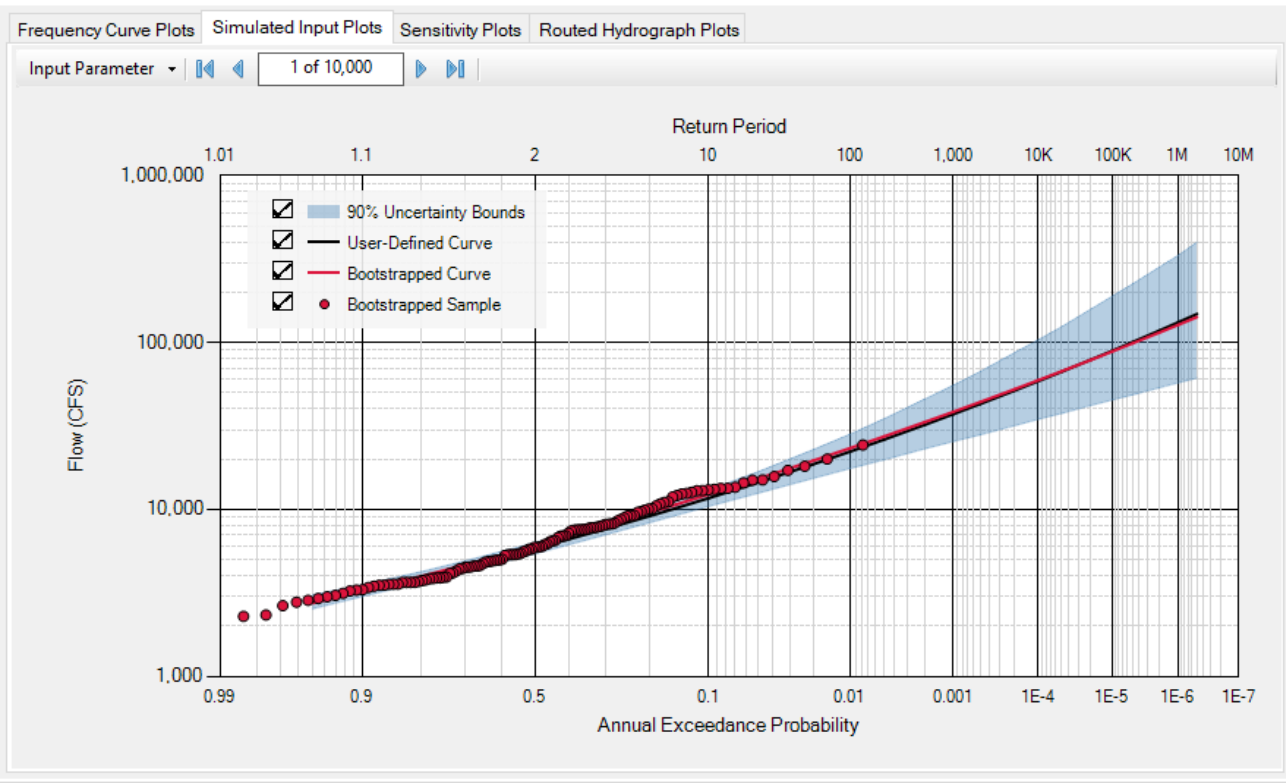 Frequency Curve Plots Simulated Input Plots Sensitivity Plots Routed Hydrograph Plots
Input Parameter 1 of 10,000
Return Period
1.01 1.1 2 10 100 1,000 10K 100K 1M 10M
1,000,000
90% Uncertainty Bounds
User-Defined Curve
Bootstrapped Curve
Bootstrapped Sample
100,000
Flow (CFS)
10,000
1,000
0.99 0.9 0.5 0.1 0.01 0.001 1E-4 1E-5 1E-6 1E-7
Annual Exceedance Probability